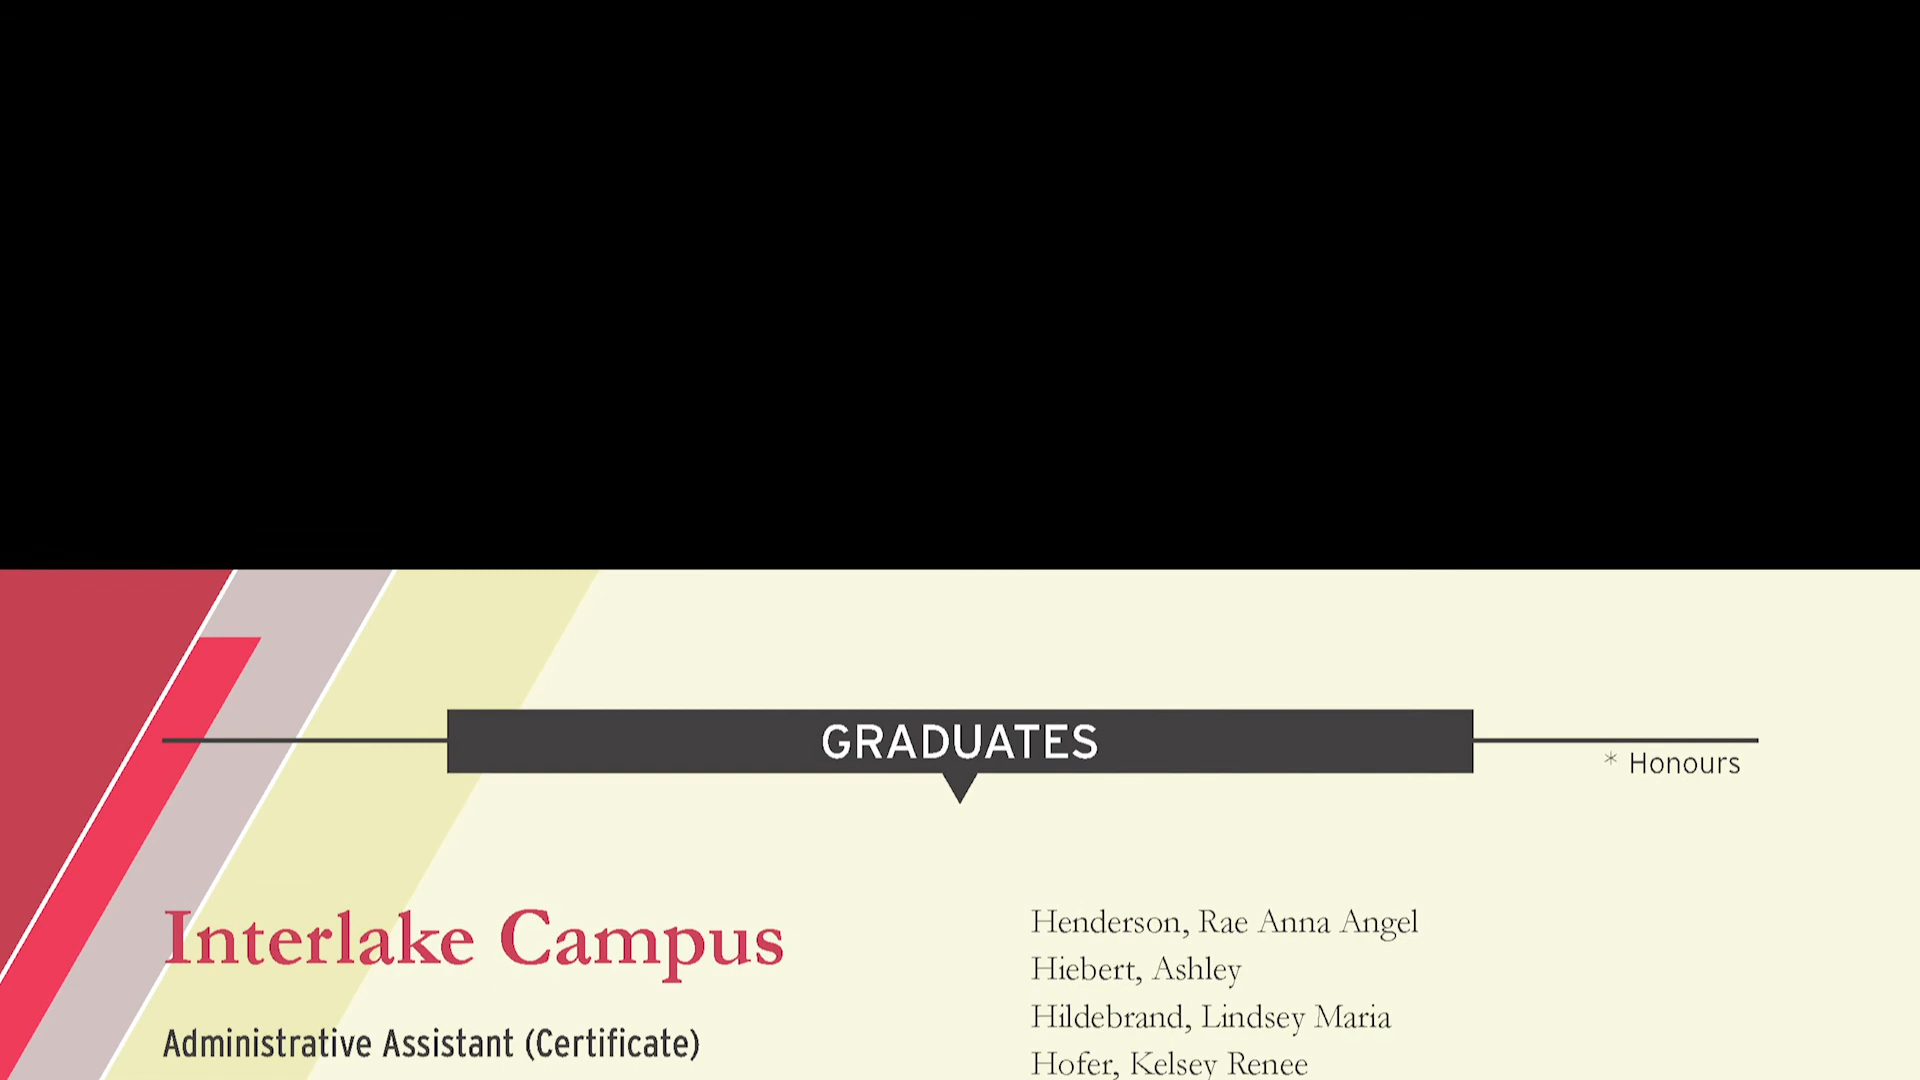 GRADUATES
* Honours
Interlake Campus
Administrative Assistant (Certificate)
Henderson, Rae Anna Angel
Hiebert, Ashley
Hildebrand, Lindsey Maria
Hofer, Kelsey Renee